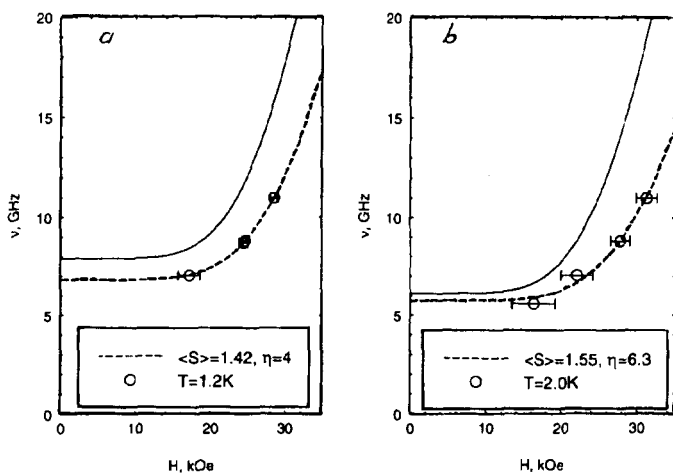 a
20
15
10
5
0
ν, GHz
<S>=1.42, η=4
T=1.2K
0 10 20 30
H, kOe
b
20
15
10
5
0
<S>=1.55, η=6.3
T=2.0K
0 10 20 30
H, kOe